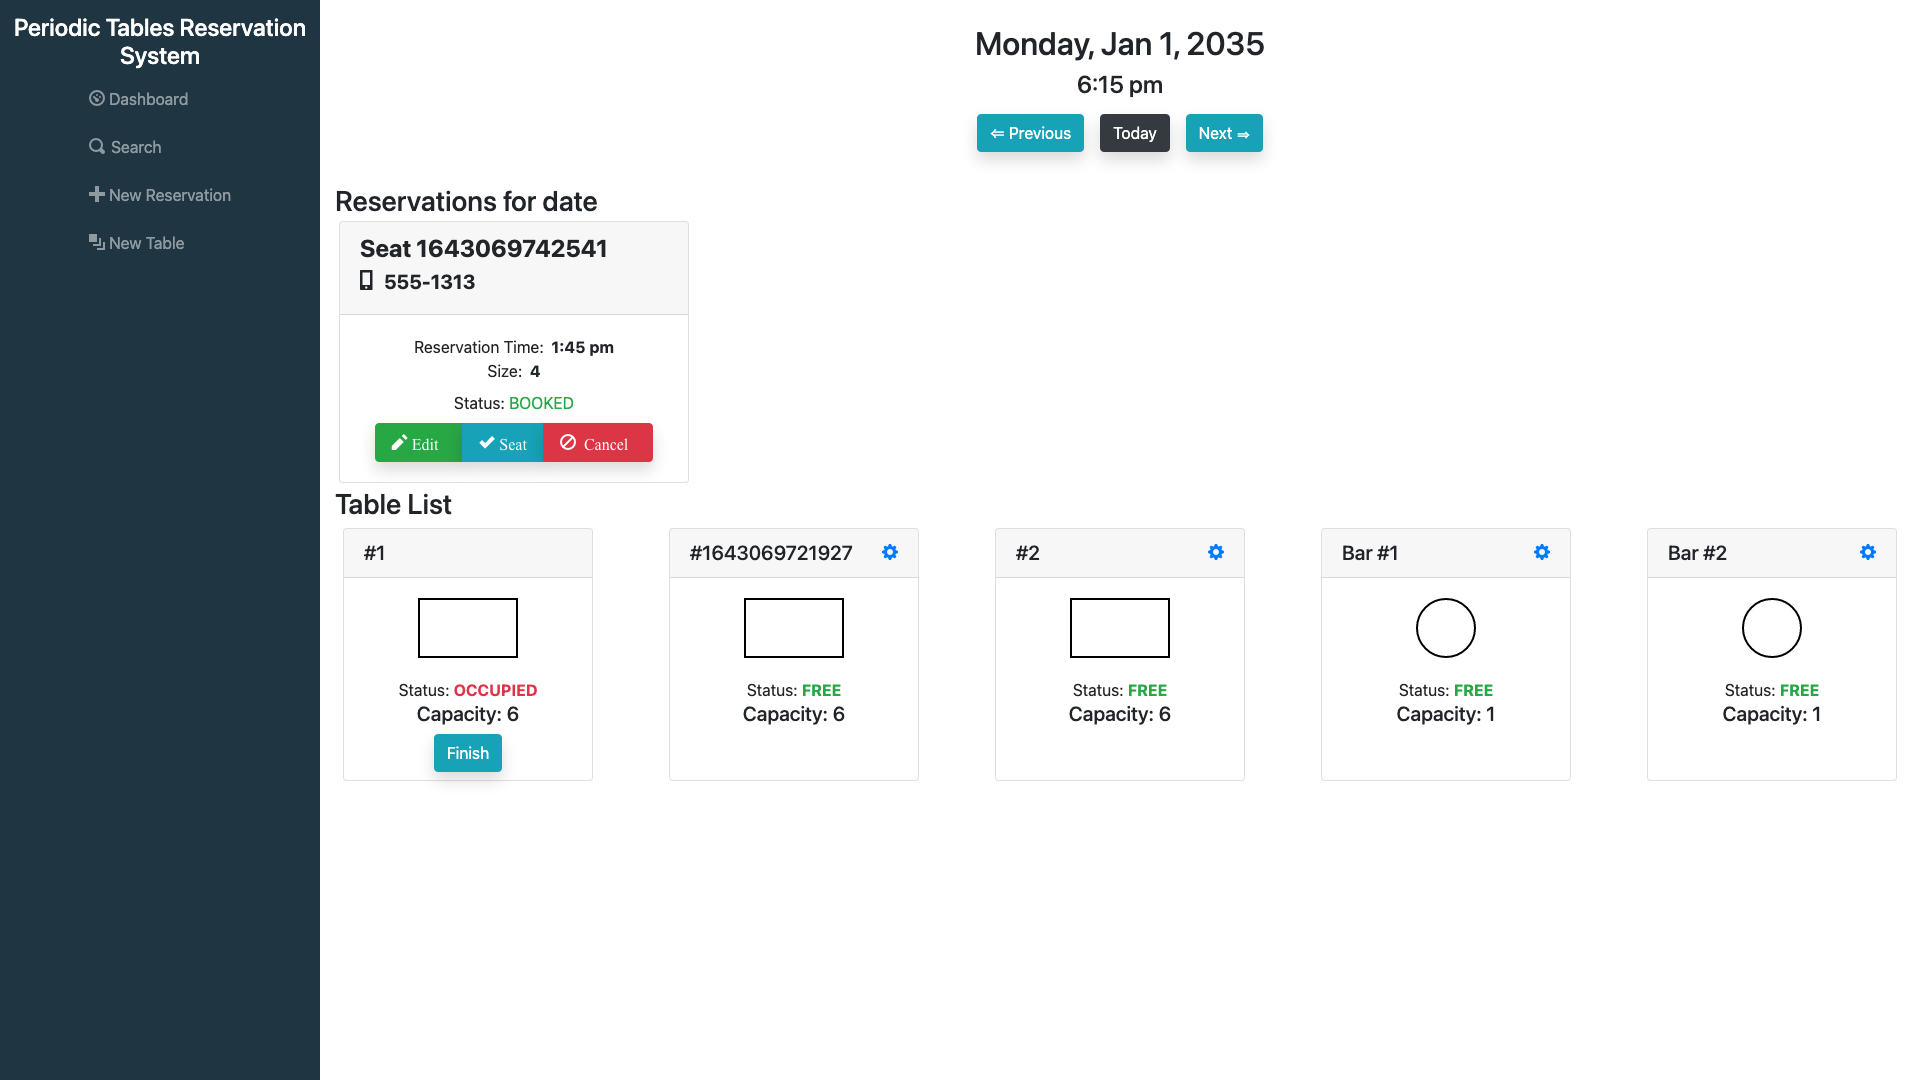 Periodic Tables Reservation
System
Dashboard
Search
New Reservation
New Table
Monday, Jan 1, 2035
6:15 pm
⇐ Previous
Today
Next ⇒
Reservations for date
Seat 1643069742541
555-1313
Reservation Time: 1:45 pm
Size: 4
Status: BOOKED
Edit
Seat
Cancel
Table List
#1
Status: OCCUPIED
Capacity: 6
Finish
#1643069721927
Status: FREE
Capacity: 6
#2
Status: FREE
Capacity: 6
Bar #1
Status: FREE
Capacity: 1
Bar #2
Status: FREE
Capacity: 1